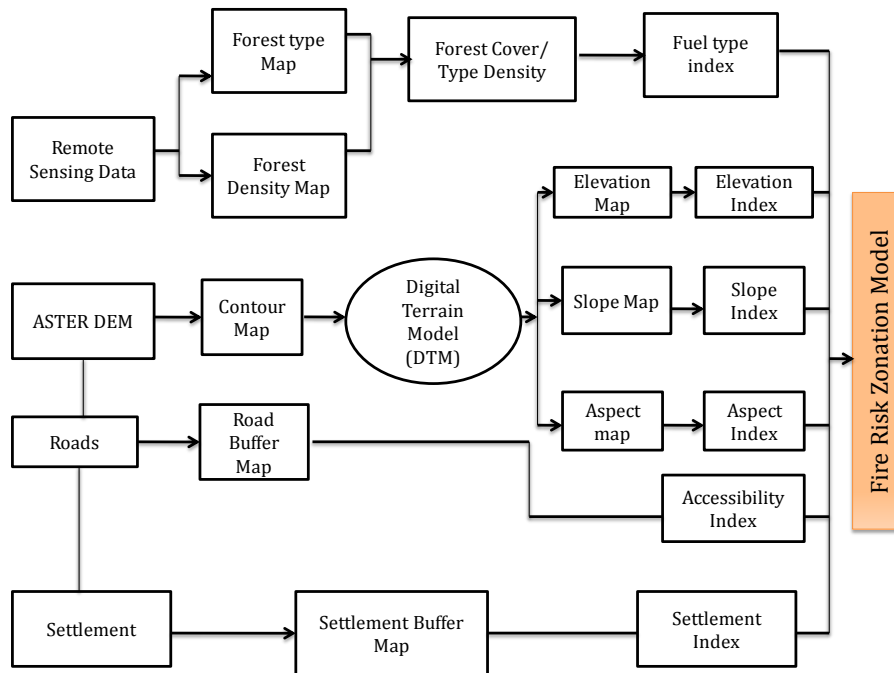 Forest type
Map
Forest Cover/
Type Density
Fuel type
index
Remote
Sensing Data
Forest
Density Map
Elevation
Map
Elevation
Index
ASTER DEM
Contour
Map
Digital
Terrain
Model
(DTM)
Slope Map
Slope
Index
Roads
Road
Buffer
Map
Aspect
map
Aspect
Index
Accessibility
Index
Settlement
Settlement Buffer
Map
Settlement
Index
Fire Risk Zonation Model